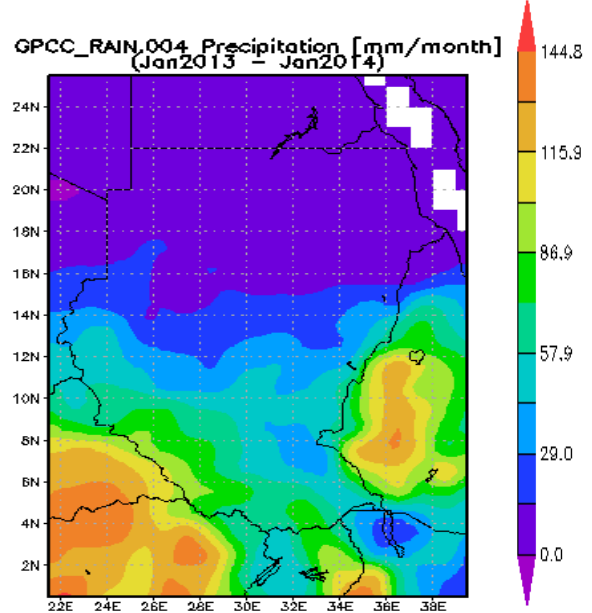 GPCC_RAIN.004 Precipitation [mm/month]
(Jan2013 - Jan2014)
144.8
115.9
86.9
57.9
29.0
0.0
24N
22N
20N
18N
16N
14N
12N
10N
8N
6N
4N
2N
22E 24E 26E 28E 30E 32E 34E 36E 38E